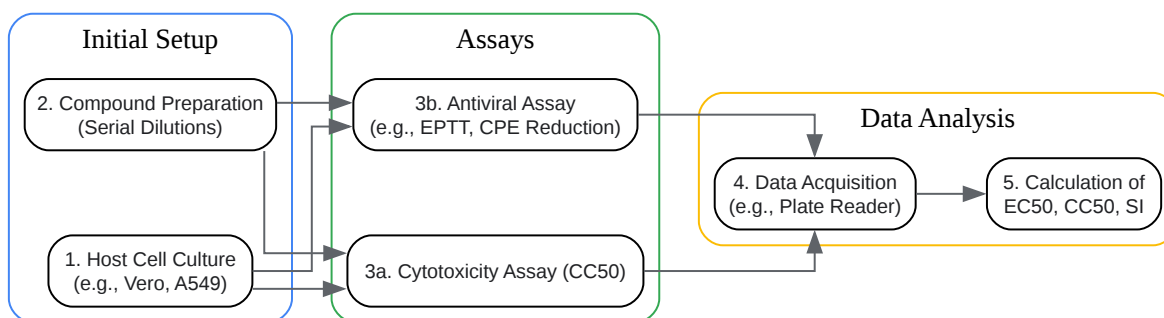 Initial Setup
2. Compound Preparation
(Serial Dilutions)
1. Host Cell Culture
(e.g., Vero, A549)
Assays
3b. Antiviral Assay
(e.g., EPTT, CPE Reduction)
3a. Cytotoxicity Assay (CC50)
Data Analysis
4. Data Acquisition
(e.g., Plate Reader)
5. Calculation of
EC50, CC50, SI